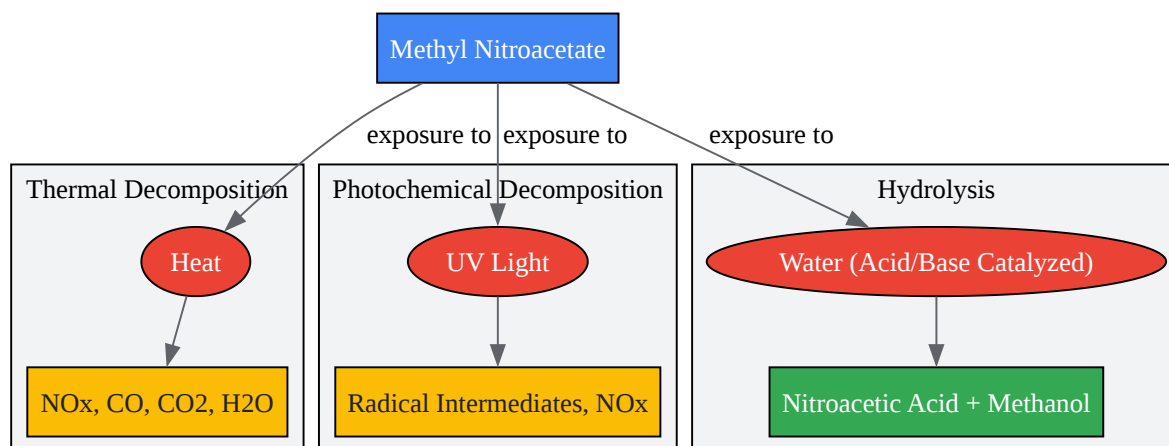 Methyl Nitroacetate
exposure to exposure to exposure to
Thermal Decomposition Photochemical Decomposition Hydrolysis
Heat UV Light Water (Acid/Base Catalyzed)
NOx, CO, CO2, H2O Radical Intermediates, NOx Nitroacetic Acid + Methanol